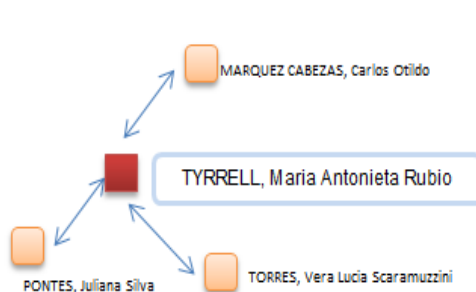 MARQUEZ CABEZAS, Carlos Otildo
TYRRELL, Maria Antonieta Rubio
TORRES, Vera Lucia Scaramuzzini
PONTES, Juliana Silva